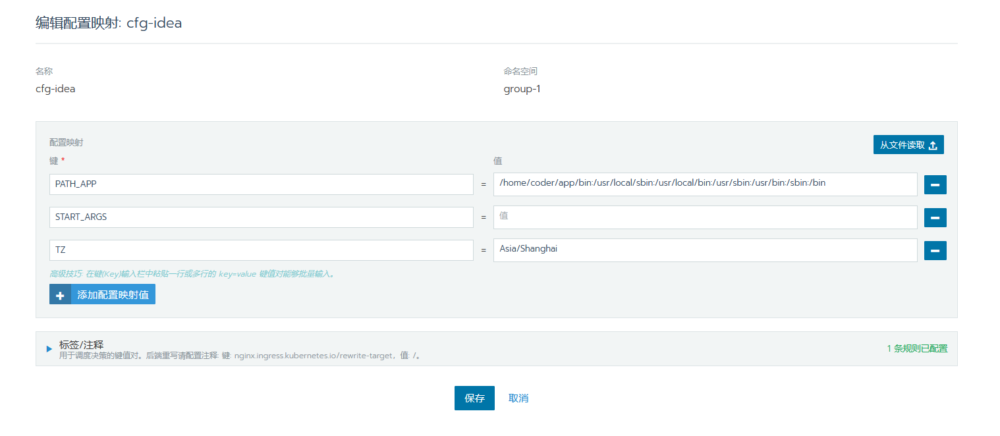 编辑配置映射: cfg-idea
名称
命名空间
cfg-idea
group-1
配置映射
从文件读取
键 *
值
PATH_APP
=
/home/coder/app/bin:/usr/local/sbin:/usr/local/bin:/usr/sbin:/usr/bin:/sbin:/bin
START_ARGS
=
值
TZ
=
Asia/Shanghai
高级技巧: 在键(Key)输入栏中粘贴一行或多行的 key=value 键值对能够批量输入。
添加配置映射值
标签/注释
用于调度决策的键值对。后端重写请配置注释: 键: nginx.ingress.kubernetes.io/rewrite-target，值: /。
1 条规则已配置
保存
取消